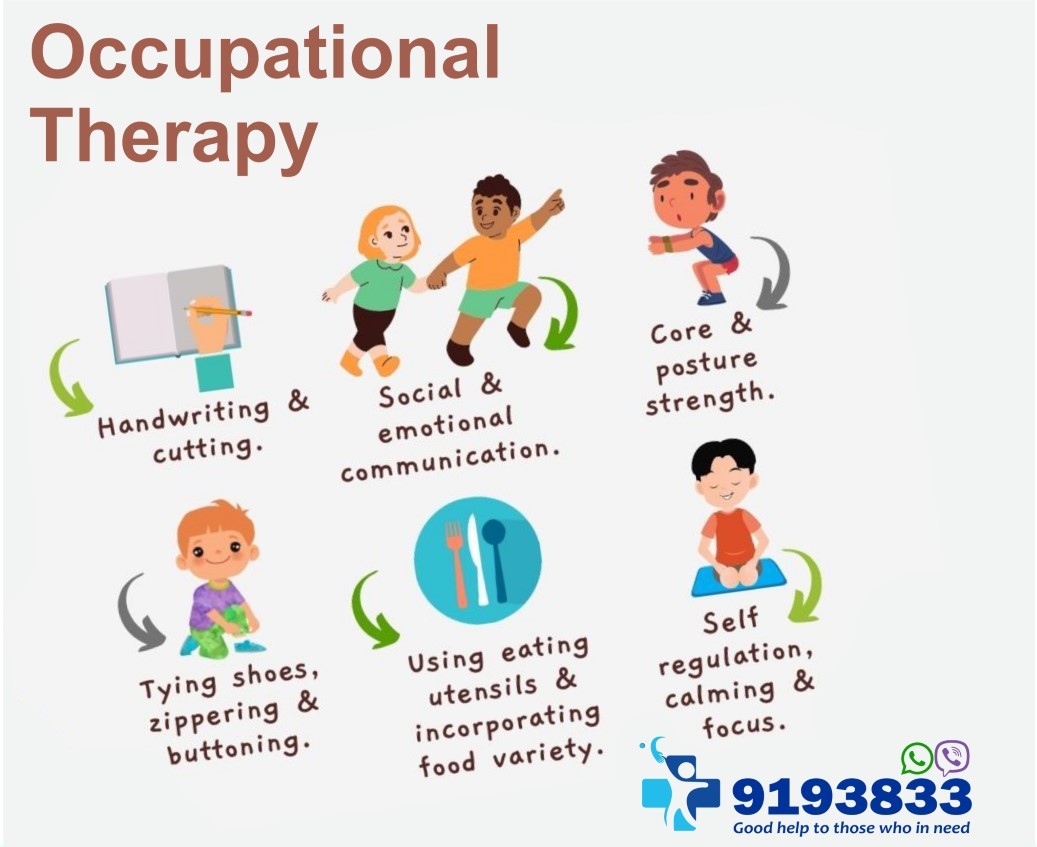 Occupational
Therapy
Handwriting &
cutting.
Social &
emotional
communication.
Core &
posture
strength.
Tying shoes,
zippering &
buttoning.
Using eating
utensils &
incorporating
food variety.
Self
regulation,
calming &
focus.
9193833
Good help to those who in need